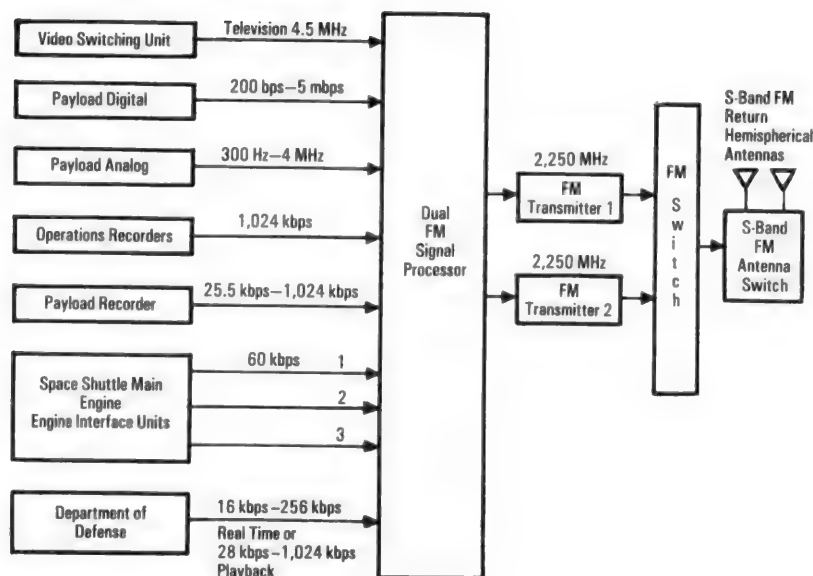 Video Switching Unit
Television 4.5 MHz
Payload Digital
200 bps–5 mbps
Payload Analog
300 Hz–4 MHz
Operations Recorders
1,024 kbps
Payload Recorder
25.5 kbps–1,024 kbps
Space Shuttle Main
Engine
Engine Interface Units
60 kbps 1
2
3
Department of
Defense
16 kbps–256 kbps
Real Time or
28 kbps–1,024 kbps
Playback
Dual
FM
Signal
Processor
2,250 MHz
FM
Transmitter 1
2,250 MHz
FM
Transmitter 2
FM
S
w
i
t
c
h
S-Band FM
Return
Hemispherical
Antennas
S-Band
FM
Antenna
Switch